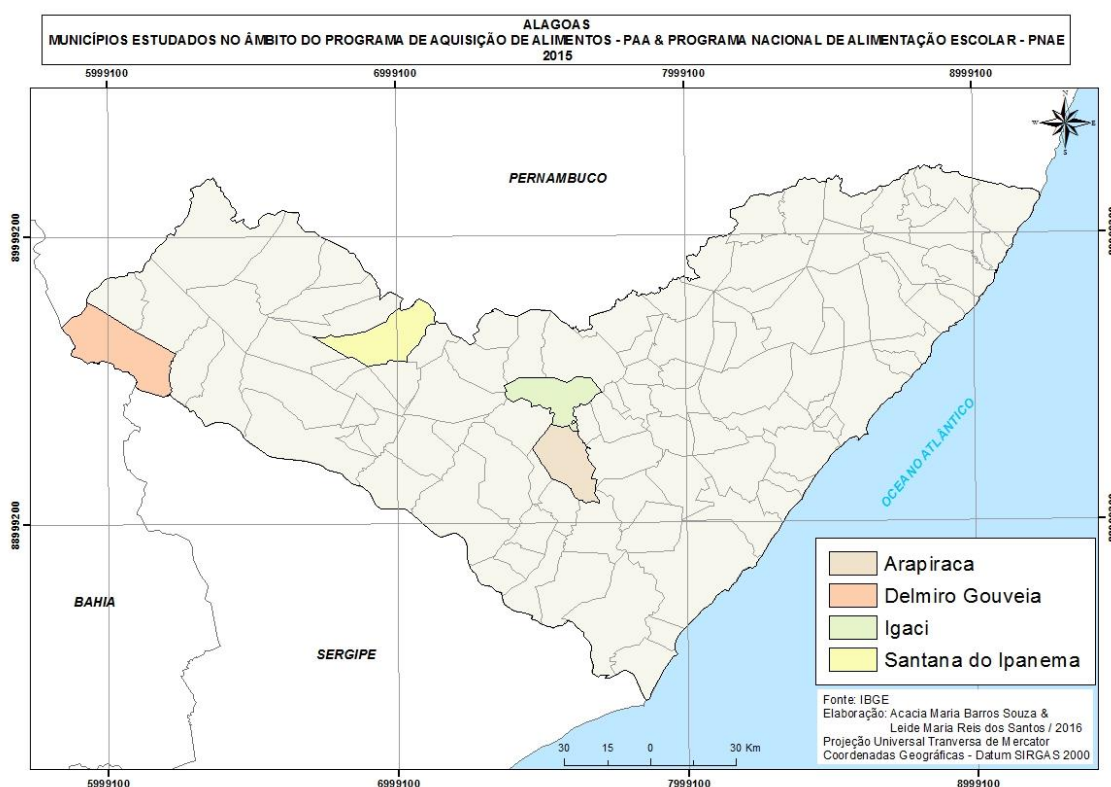 ALAGOAS
MUNICÍPIOS ESTUDADOS NO ÂMBITO DO PROGRAMA DE AQUISIÇÃO DE ALIMENTOS - PAA & PROGRAMA NACIONAL DE ALIMENTAÇÃO ESCOLAR - PNAE
2015
5999100 6999100 7999100 8999100
N
W E
S
PERNAMBUCO
8999200
OCEANO ATLÂNTICO
8899200
BAHIA
SERGIPE
Arapiraca
Delmiro Gouveia
Igaci
Santana do Ipanema
Fonte: IBGE
Elaboração: Acacia Maria Barros Souza &
Leide Maria Reis dos Santos / 2016
Projeção Universal Tranversa de Mercator
Coordenadas Geográficas - Datum SIRGAS 2000
30 15 0 30 Km
5999100 6999100 7999100 8999100